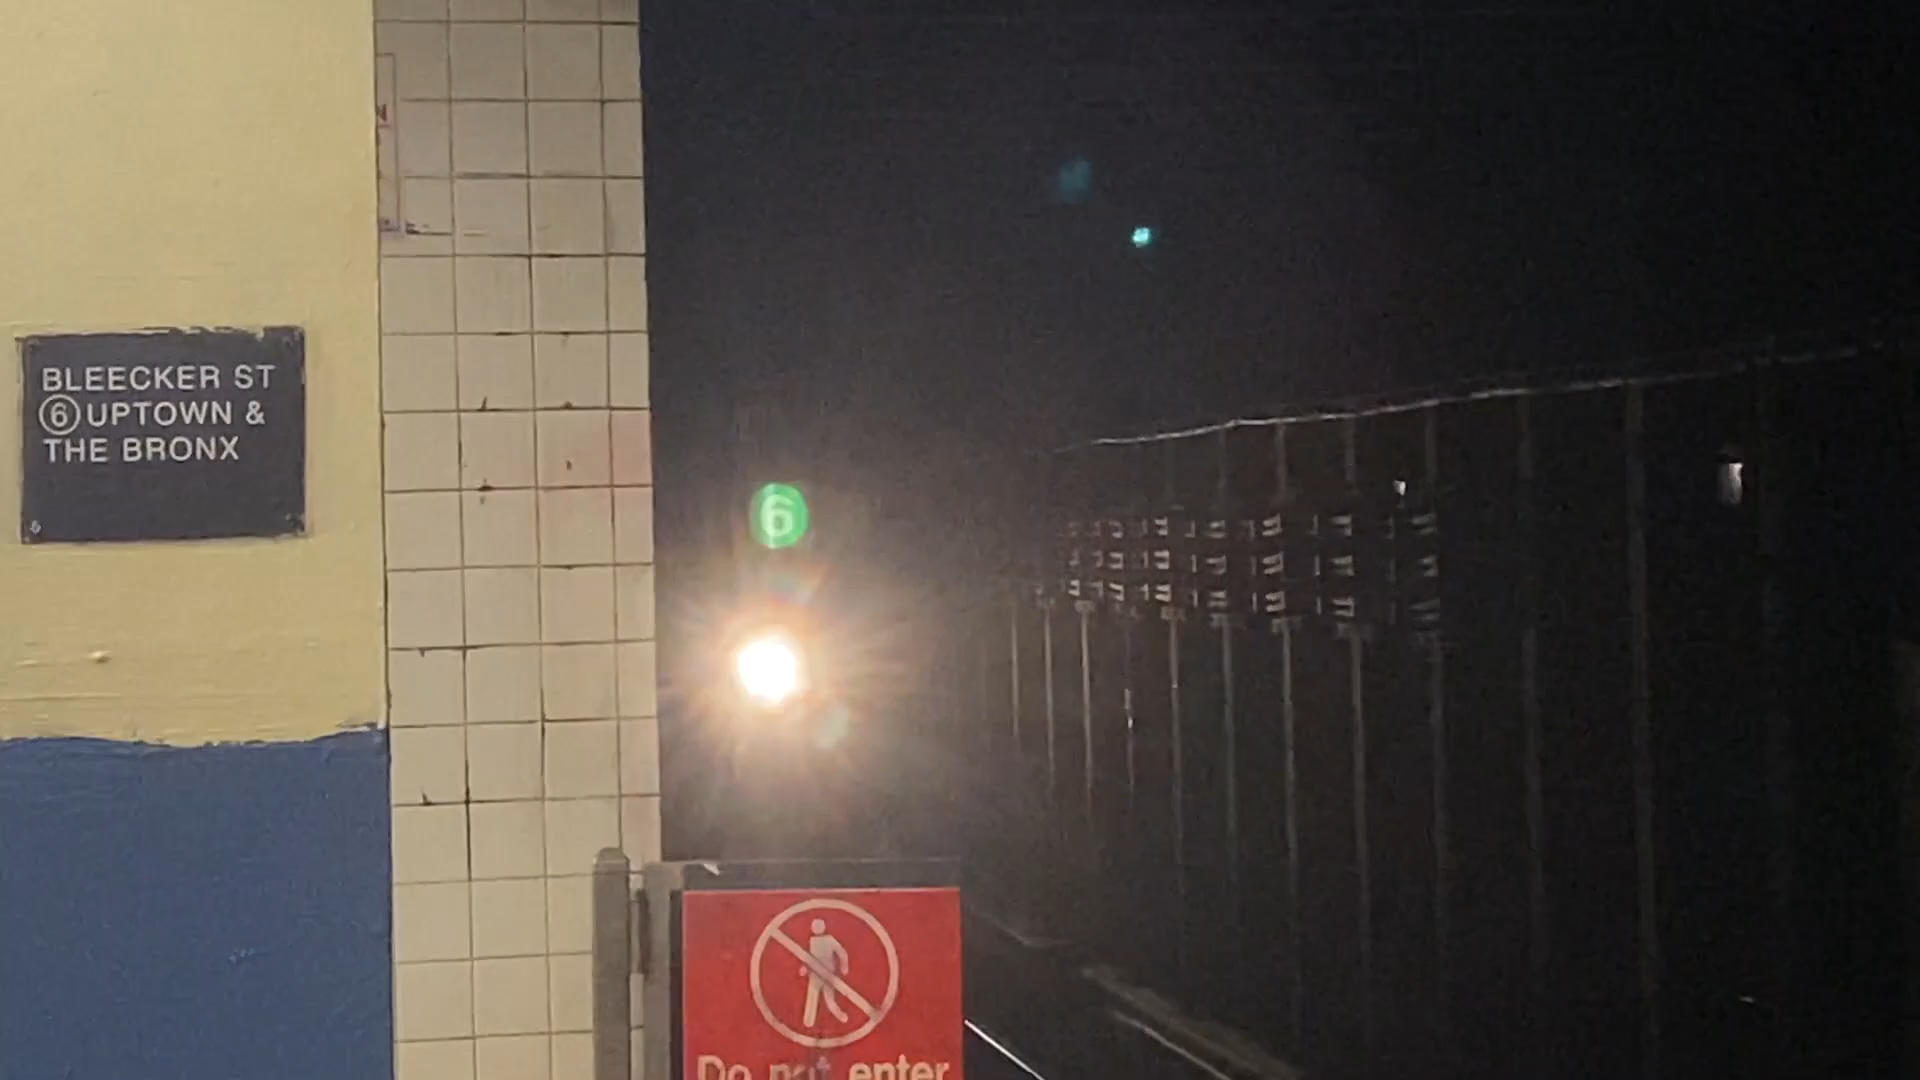 BLEECKER ST
6 UPTOWN &
THE BRONX
6
Do not enter